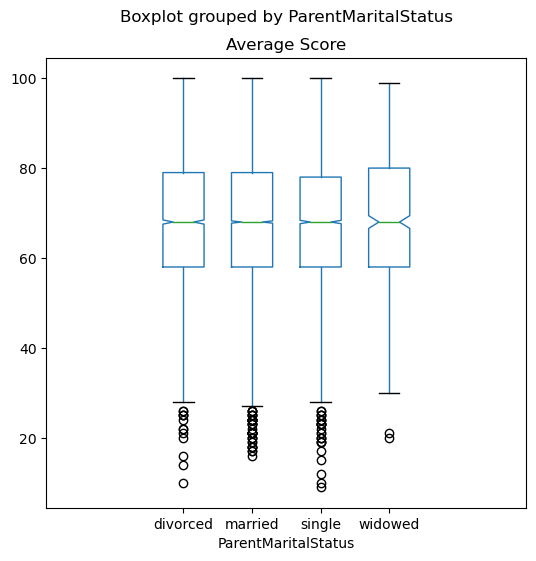 Boxplot grouped by ParentMaritalStatus
Average Score
100
80
60
40
20
divorced married single widowed
ParentMaritalStatus